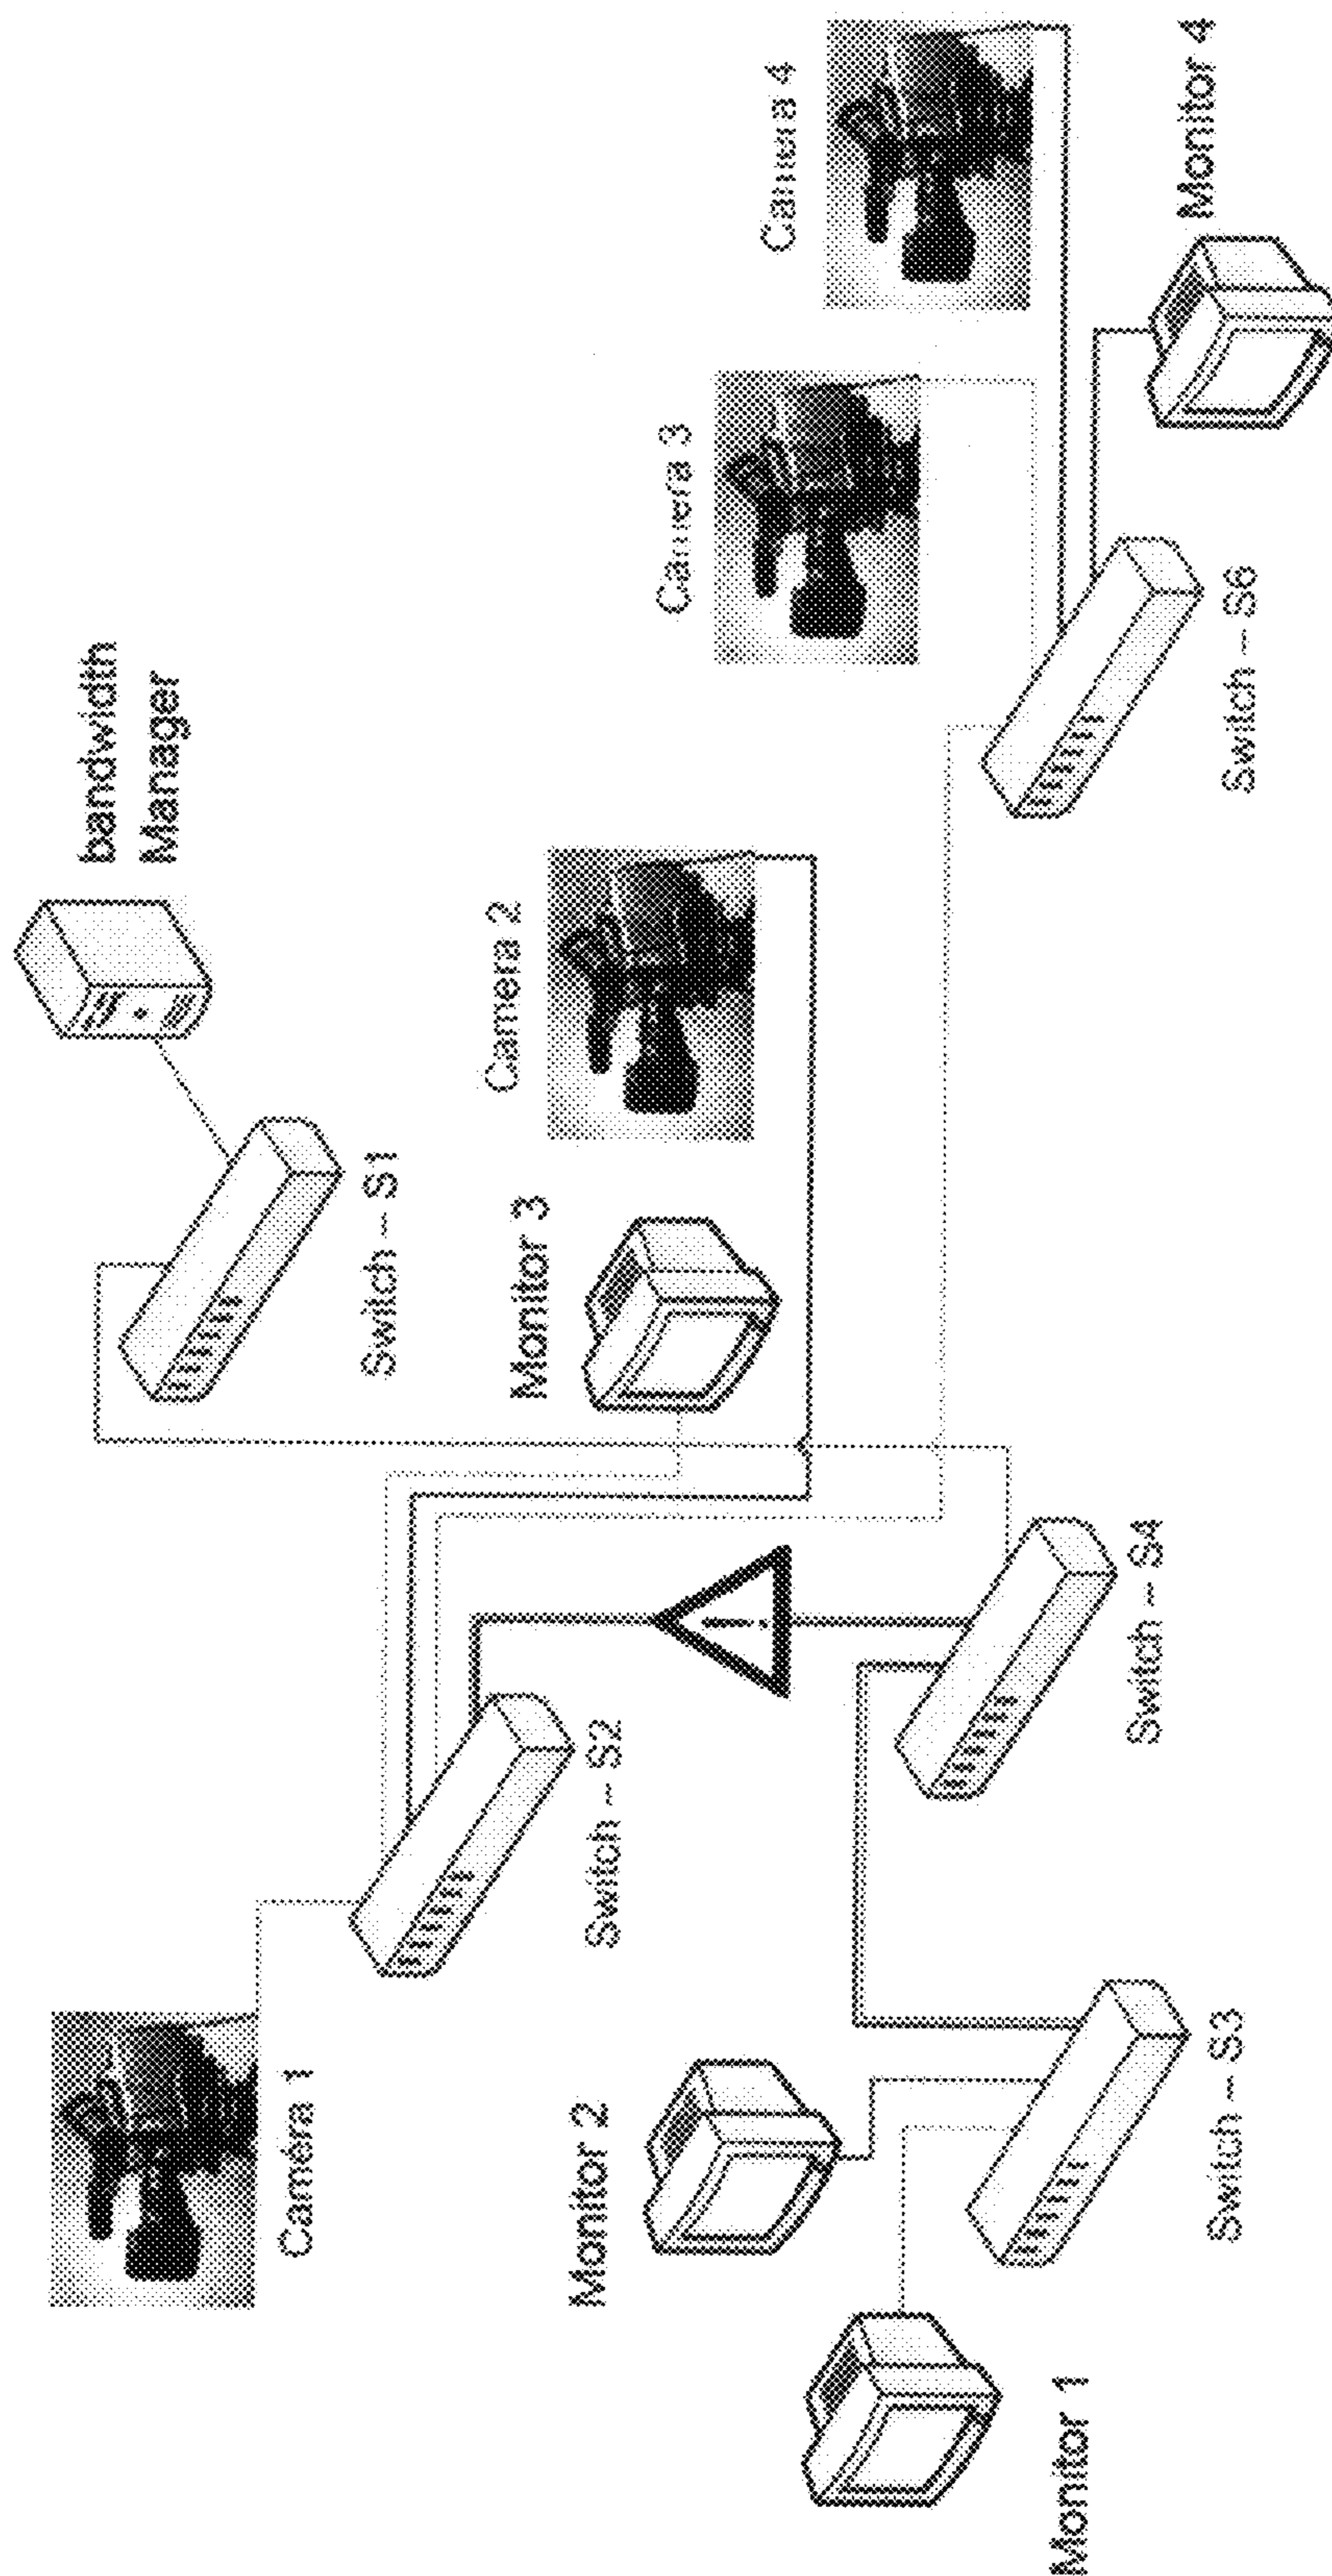 bandwidth
Manager
Switch – S1
Camera 1
Switch – S2
Camera 2
Monitor 3
Camera 3
Camera 4
Monitor 2
Monitor 1
Switch – S3
!
Switch – S4
Switch – S6
Monitor 4